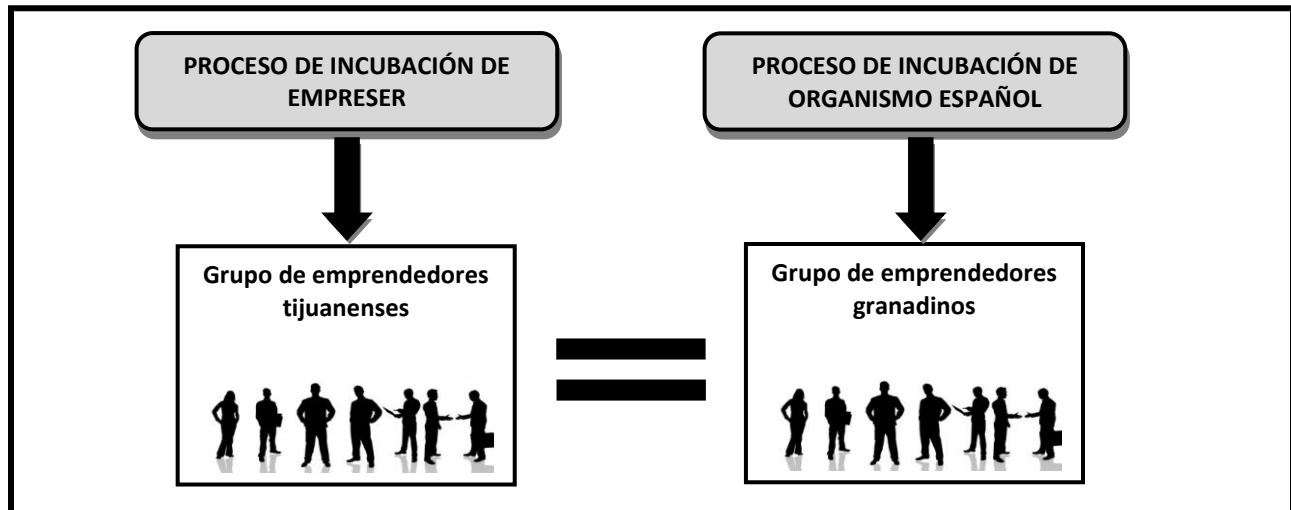 PROCESO DE INCUBACIÓN DE
EMPRESER
PROCESO DE INCUBACIÓN DE
ORGANISMO ESPAÑOL
Grupo de emprendedores
tijuanenses
Grupo de emprendedores
granadinos